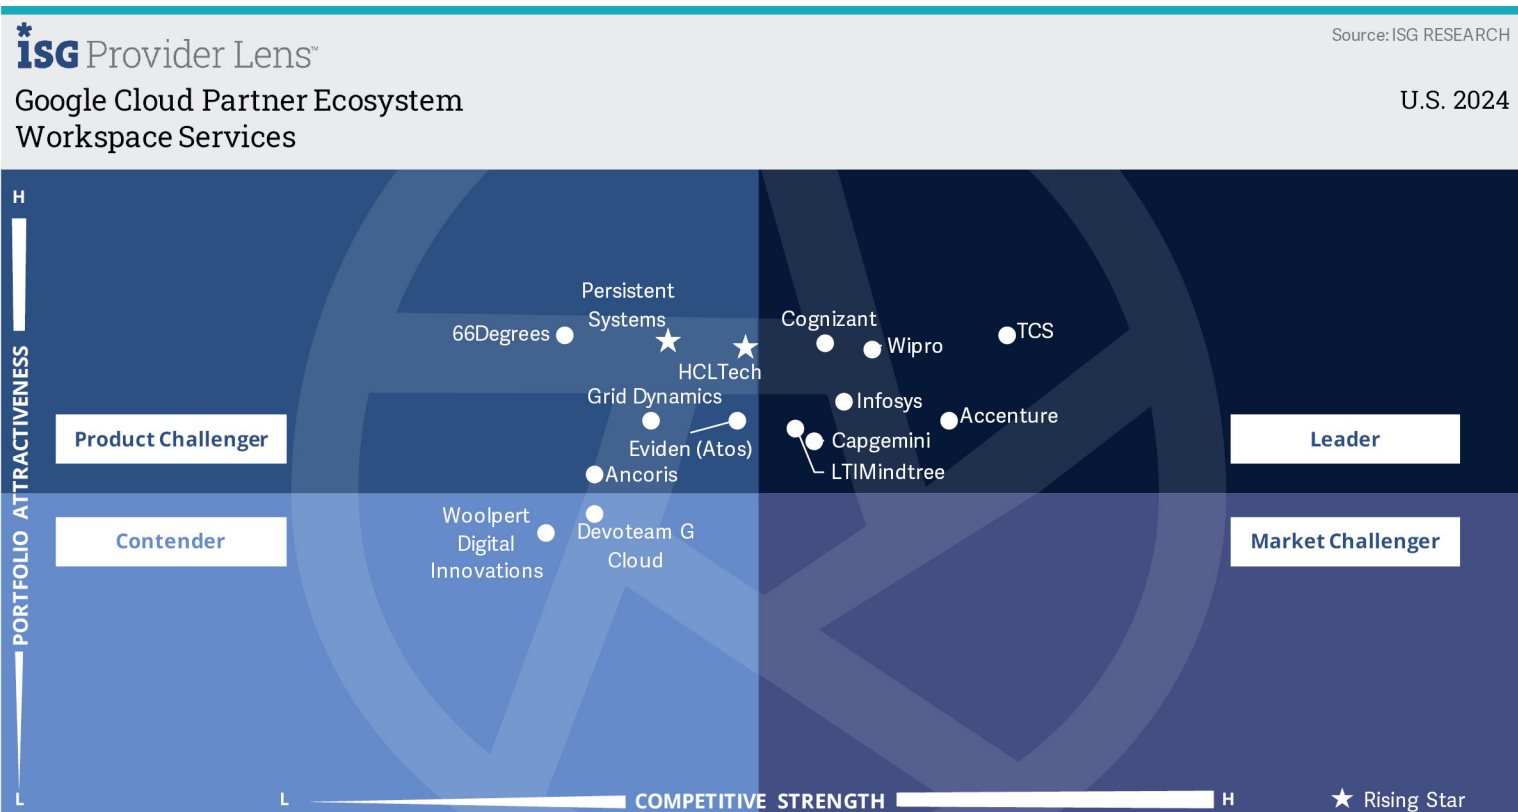 ISG Provider Lens™
Source: ISG RESEARCH
Google Cloud Partner Ecosystem
Workspace Services
U.S. 2024
H
PORTFOLIO ATTRACTIVENESS
L
Persistent
Systems
66Degrees
HCLTech
Grid Dynamics
Eviden (Atos)
Ancoris
Product Challenger
Cognizant
Wipro
TCS
Infosys
Accenture
Capgemini
LTIMindtree
Leader
Contender
Woolpert
Digital
Innovations
Devoteam G
Cloud
Market Challenger
L
COMPETITIVE STRENGTH
H
Rising Star